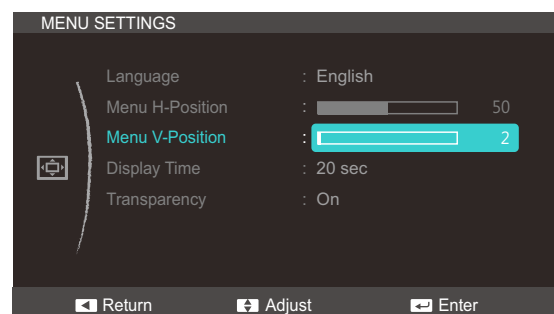 MENU SETTINGS
Language : English
Menu H-Position : 50
Menu V-Position : 2
Display Time : 20 sec
Transparency : On
Return Adjust Enter